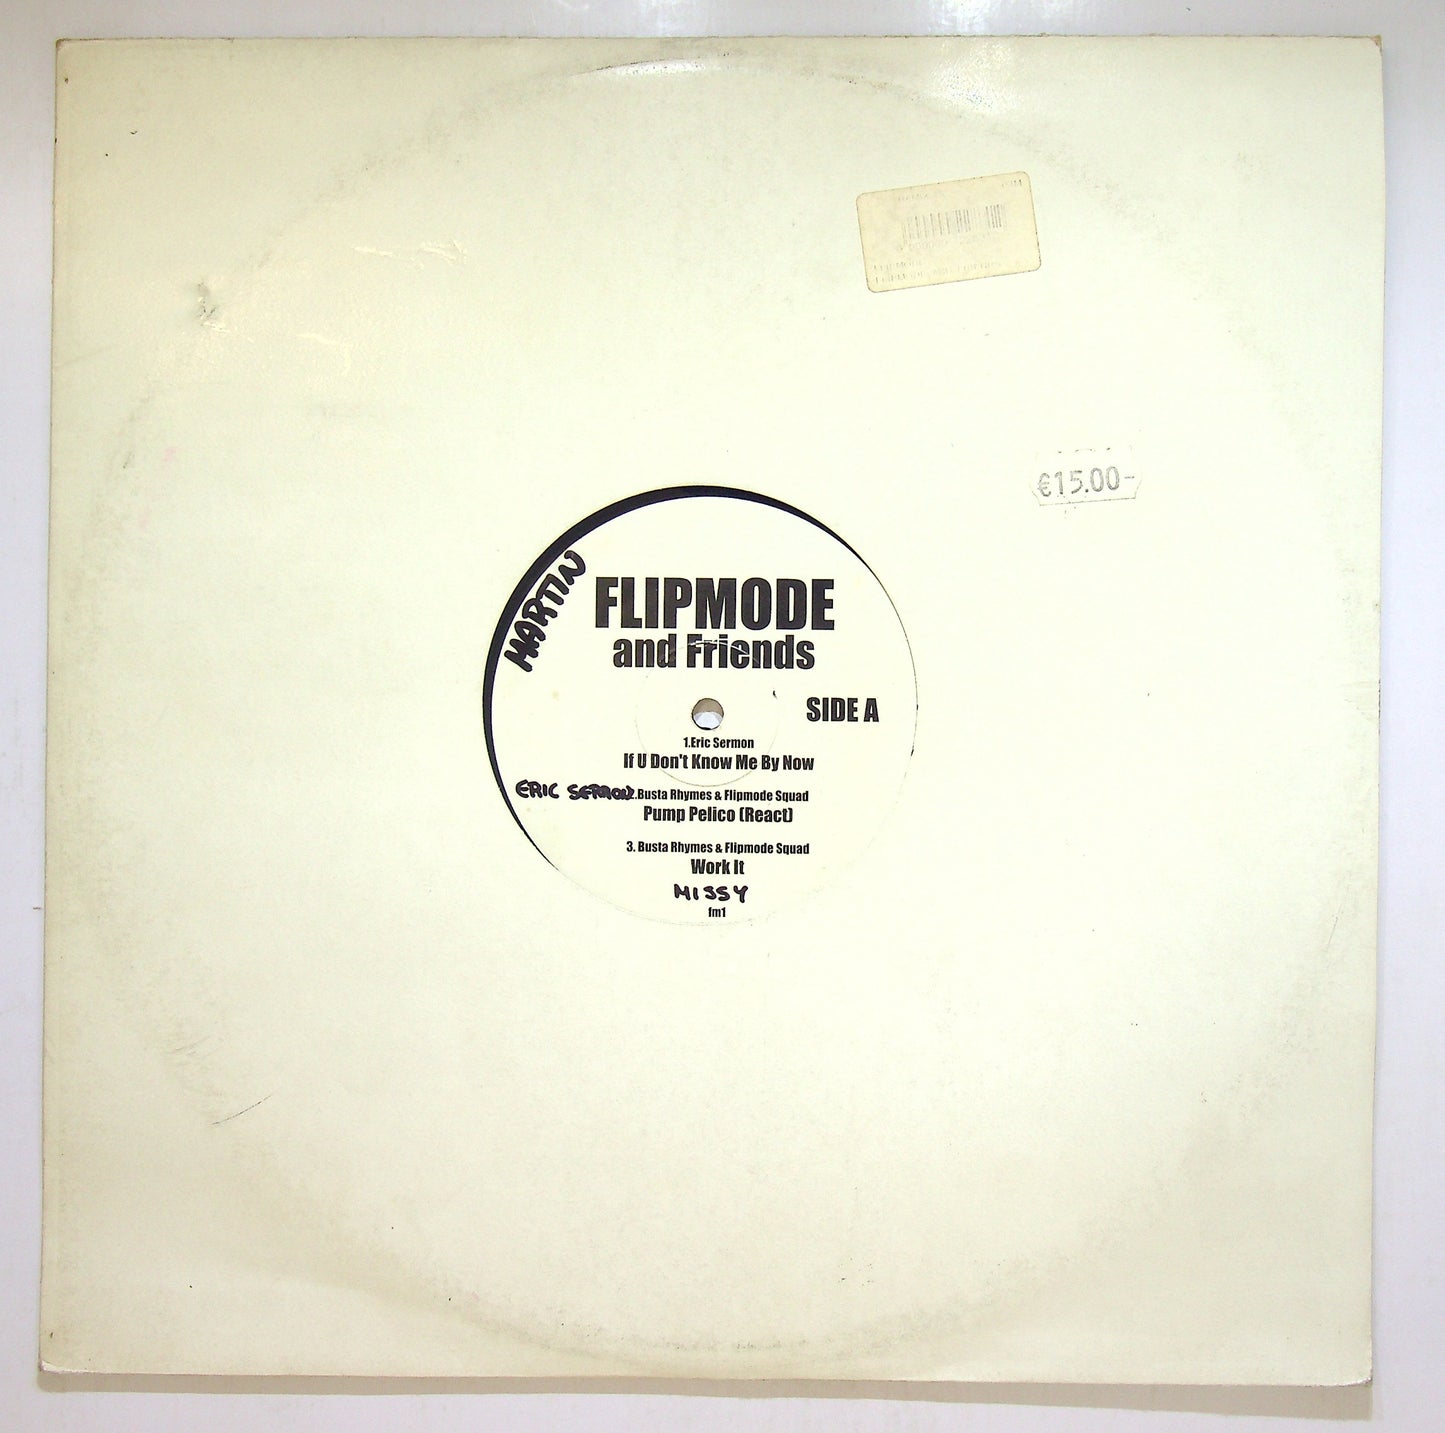 €15.00-
MARTIN
FLIPMODE
and Friends
SIDE A
1.Eric Sermon
If U Don't Know Me By Now
ERIC SERMON
2.Busta Rhymes & Flipmode Squad
Pump Pelico (React)
3. Busta Rhymes & Flipmode Squad
Work It
MISSY
fm1